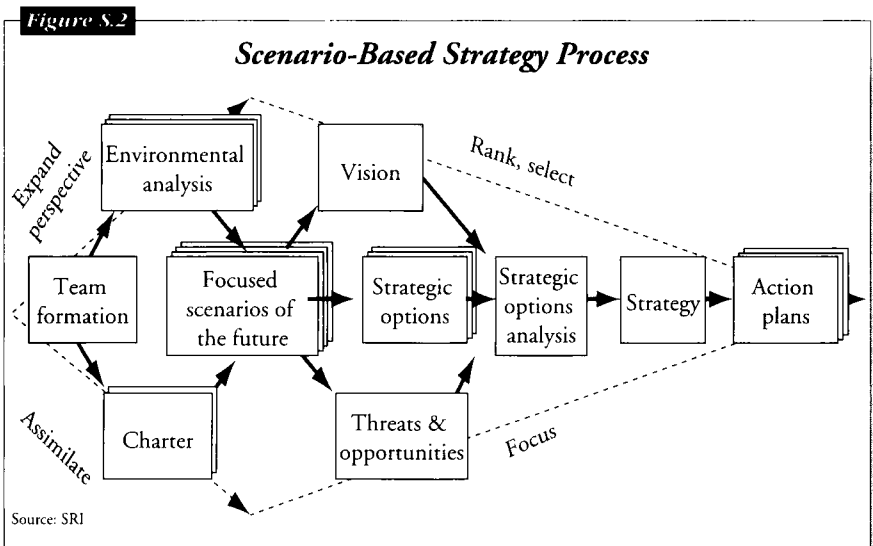 Figure S.2
Scenario-Based Strategy Process
Expand
perspective
Environmental
analysis
Vision
Rank, select
Team
formation
Focused
scenarios of
the future
Strategic
options
Strategic
options
analysis
Strategy
Action
plans
Assimilate
Charter
Threats &
opportunities
Focus
Source: SRI